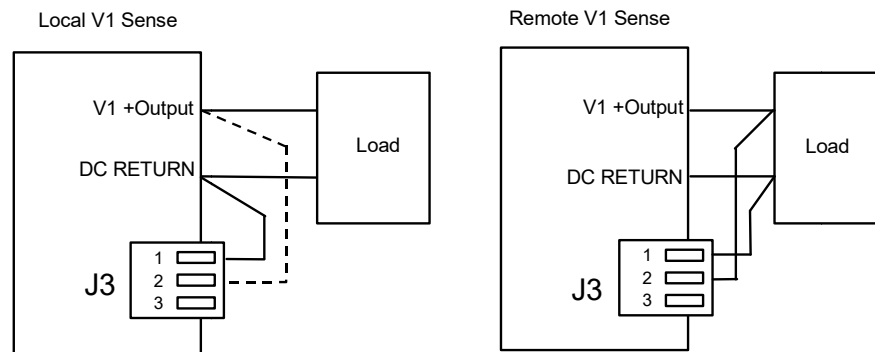 Local V1 Sense
V1 +Output
DC RETURN
Load
J3
1
2
3
Remote V1 Sense
V1 +Output
DC RETURN
Load
J3
1
2
3